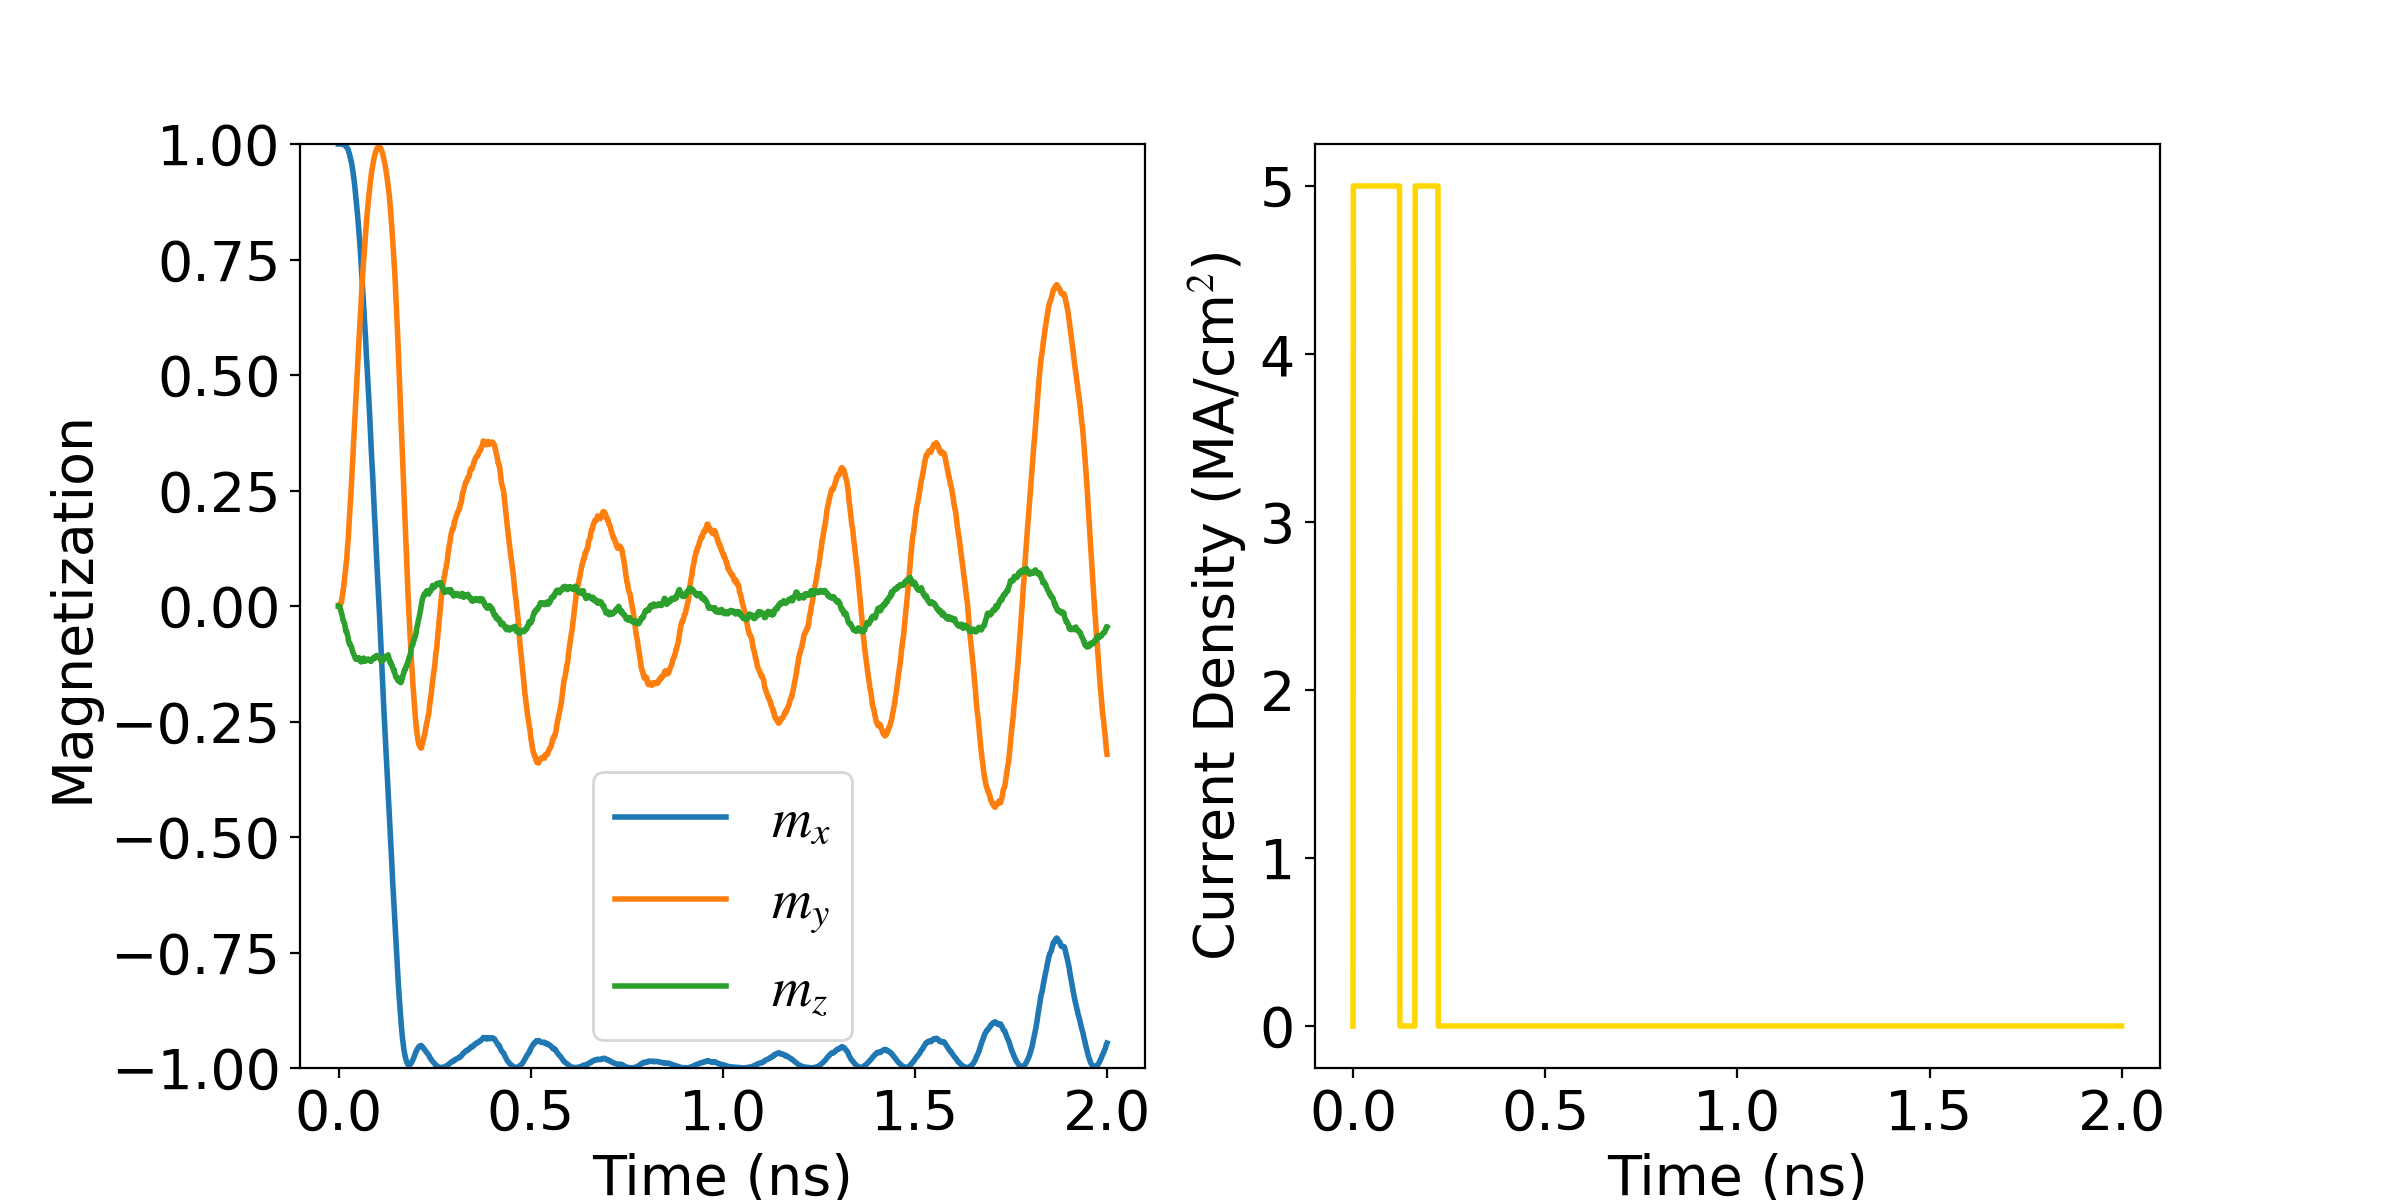 1.00
0.75
0.50
0.25
0.00
−0.25
−0.50
−0.75
−1.00
Magnetization
0.0 0.5 1.0 1.5 2.0
Time (ns)
m_x
m_y
m_z
5
4
3
2
1
0
Current Density (MA/cm²)
0.0 0.5 1.0 1.5 2.0
Time (ns)